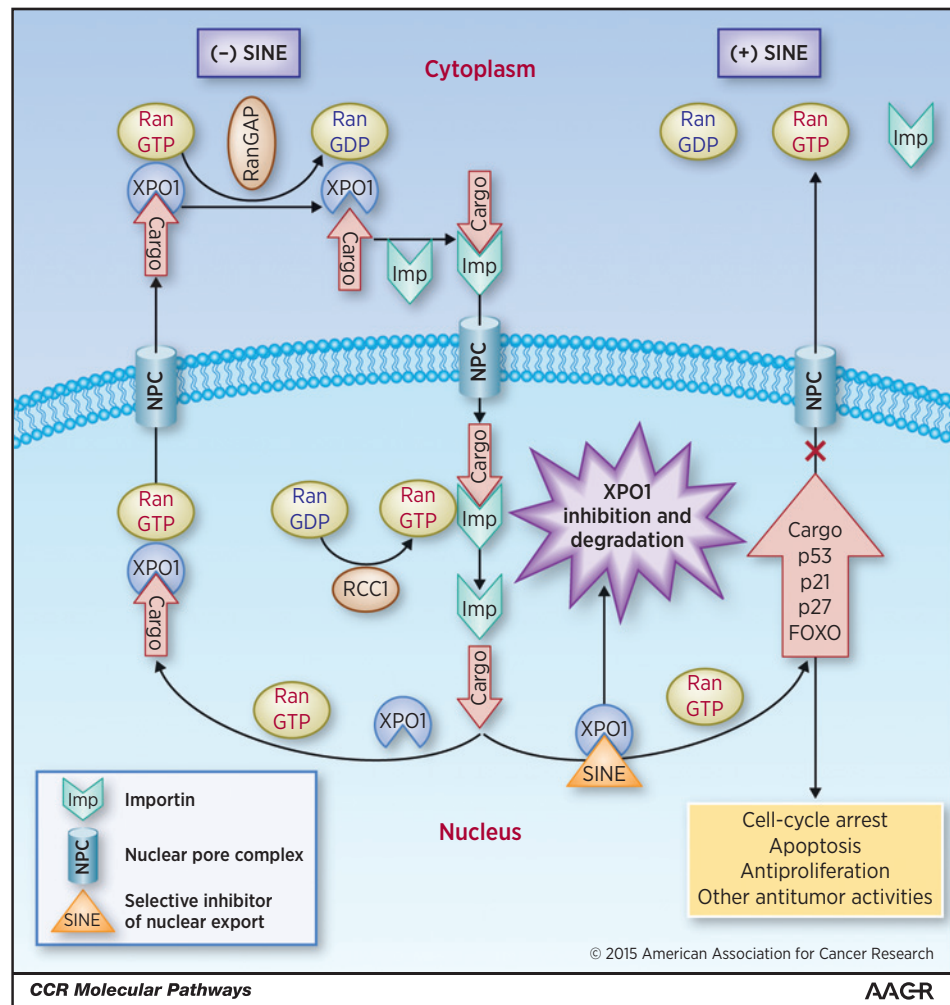 (–) SINE
Cytoplasm
(+) SINE
Ran
GTP
RanGAP
Ran
GDP
XPO1
Cargo
XPO1
Cargo
Imp
Cargo
Imp
Ran
GDP
Ran
GTP
Imp
NPC
NPC
NPC
Ran
GTP
XPO1
Cargo
Ran
GDP
Ran
GTP
RCC1
Cargo
Imp
Imp
Cargo
XPO1
inhibition and
degradation
Cargo
p53
p21
p27
FOXO
Ran
GTP
XPO1
XPO1
SINE
Ran
GTP
Imp
Importin
NPC
Nuclear pore complex
SINE
Selective inhibitor
of nuclear export
Nucleus
Cell-cycle arrest
Apoptosis
Antiproliferation
Other antitumor activities
© 2015 American Association for Cancer Research
CCR Molecular Pathways
AACR